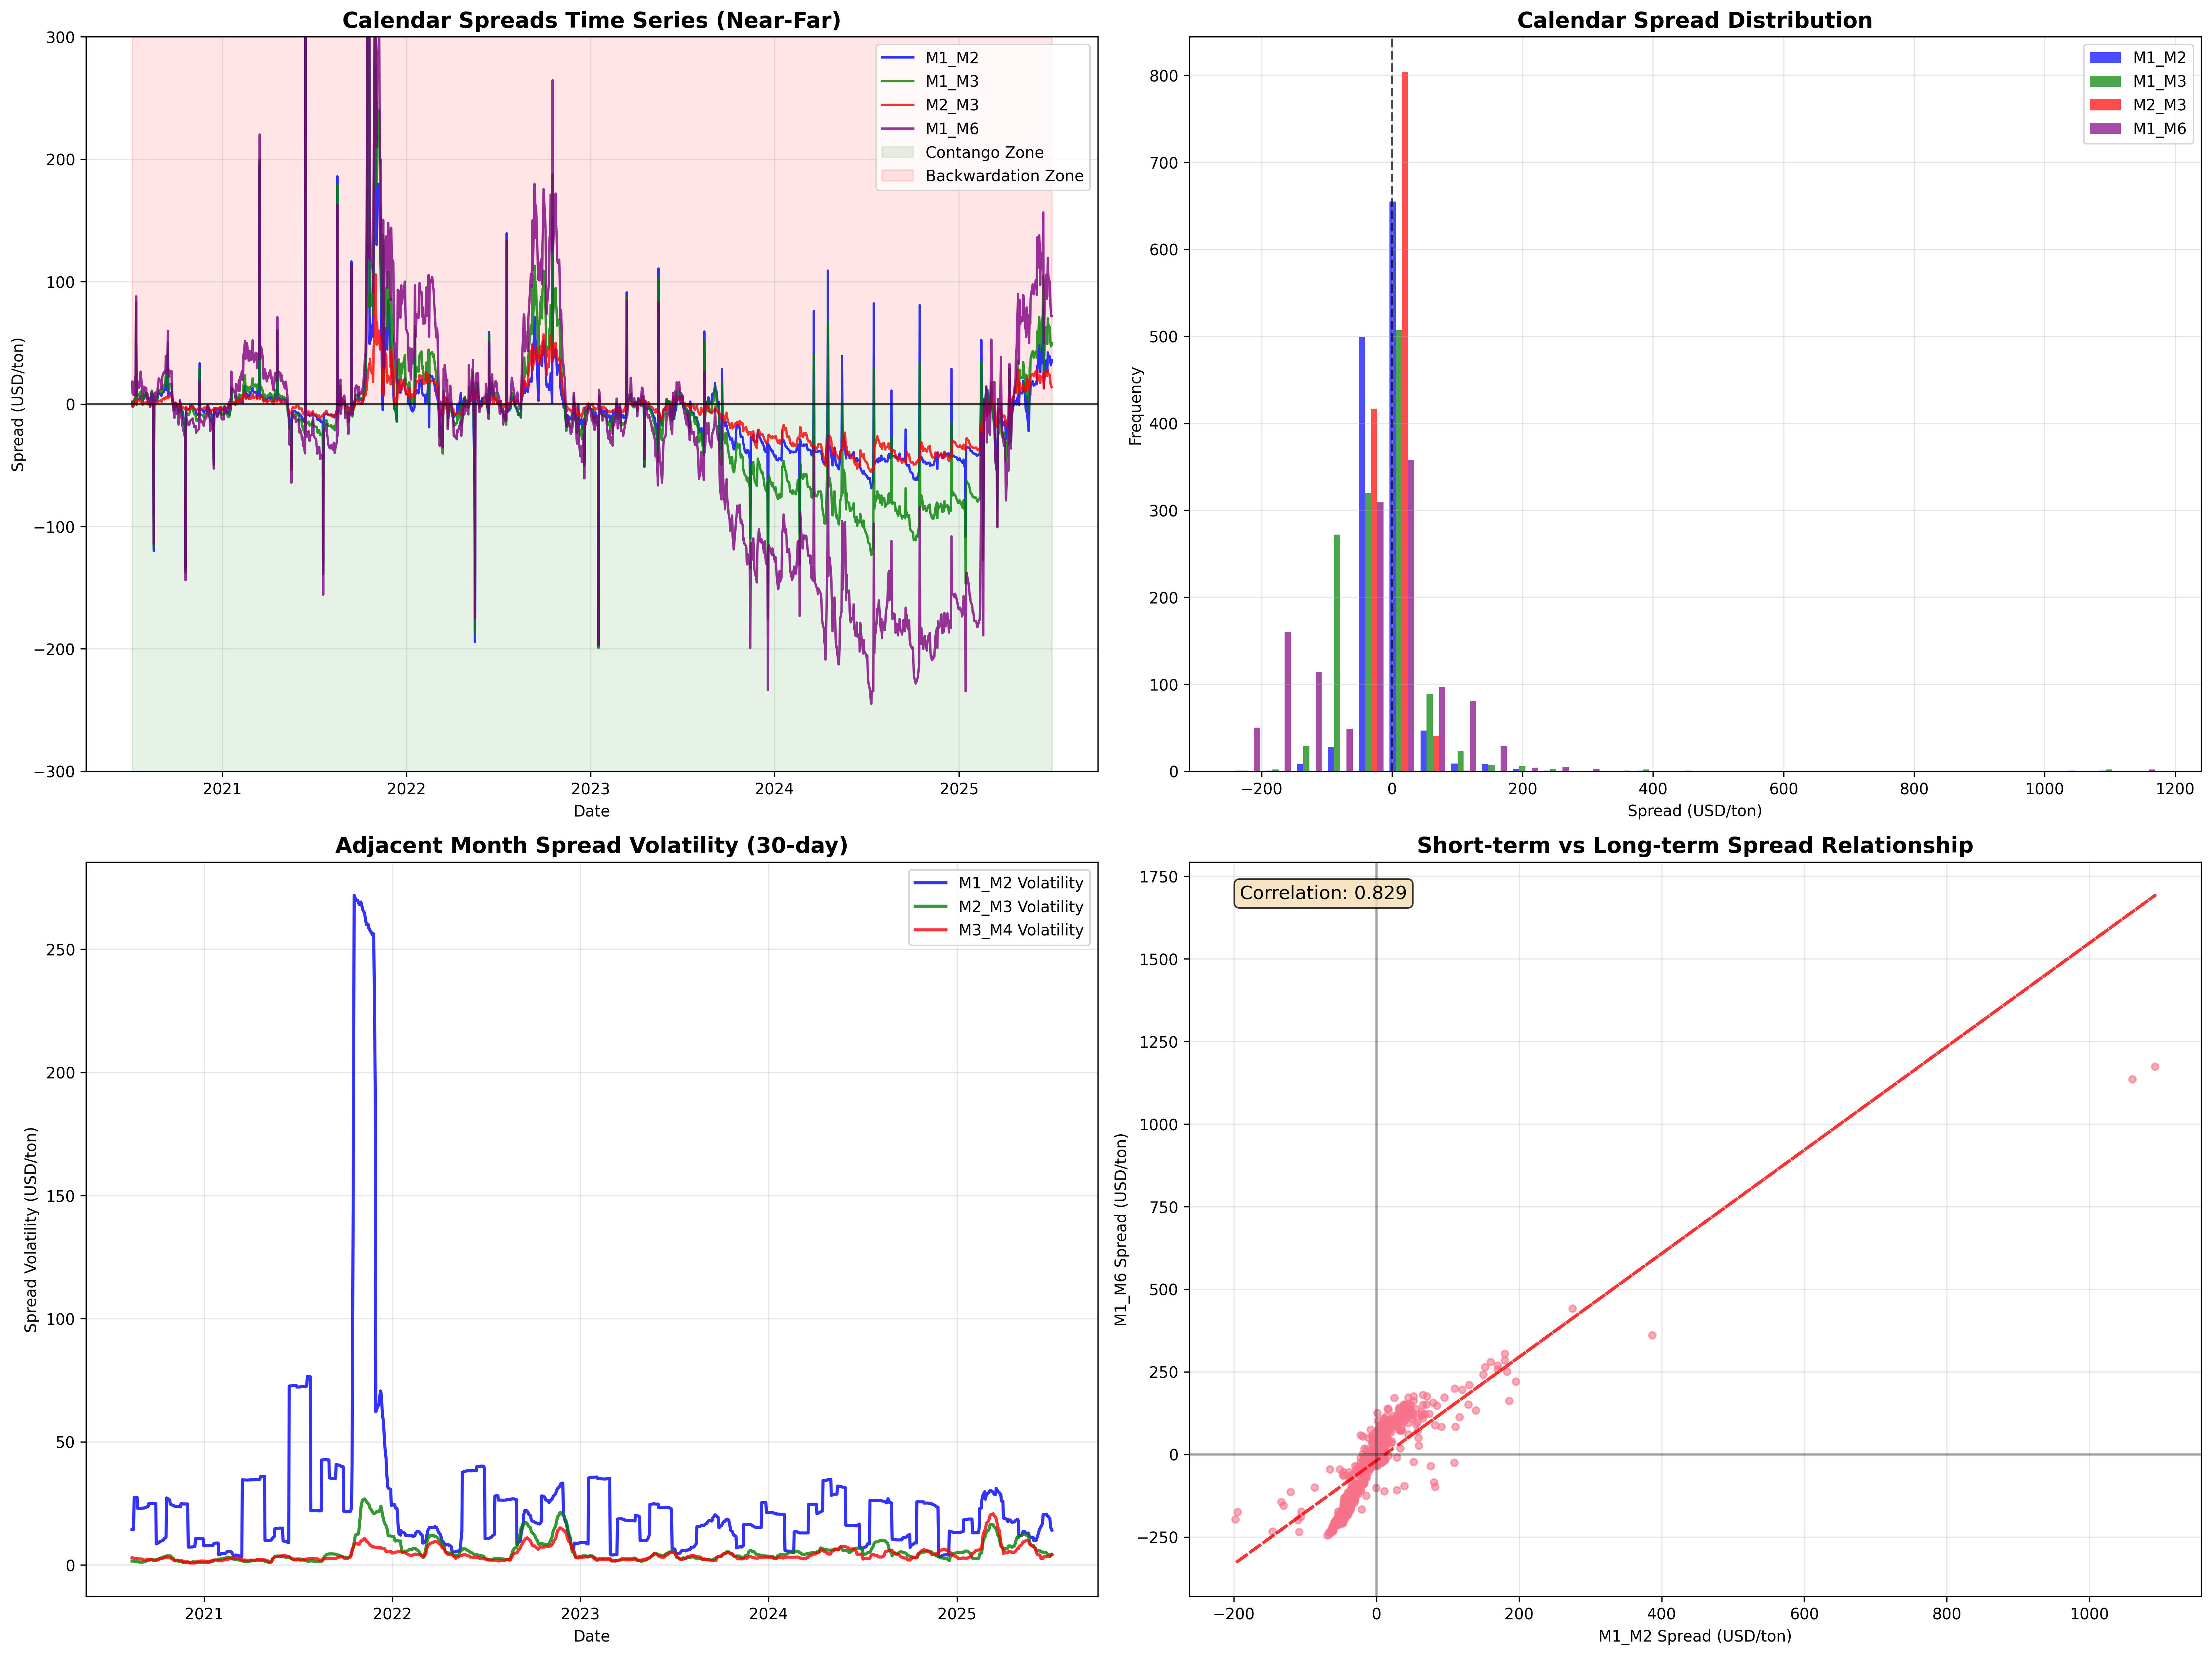 Calendar Spreads Time Series (Near-Far)
300
200
100
0
−100
−200
−300
Spread (USD/ton)
M1_M2
M1_M3
M2_M3
M1_M6
Contango Zone
Backwardation Zone
2021
2022
2023
2024
2025
Date
Calendar Spread Distribution
800
700
600
500
400
300
200
100
0
Frequency
M1_M2
M1_M3
M2_M3
M1_M6
−200
0
200
400
600
800
1000
1200
Spread (USD/ton)
Adjacent Month Spread Volatility (30-day)
250
200
150
100
50
0
Spread Volatility (USD/ton)
M1_M2 Volatility
M2_M3 Volatility
M3_M4 Volatility
2021
2022
2023
2024
2025
Date
Short-term vs Long-term Spread Relationship
1750
1500
1250
1000
750
500
250
0
−250
M1_M6 Spread (USD/ton)
Correlation: 0.829
−200
0
200
400
600
800
1000
M1_M2 Spread (USD/ton)